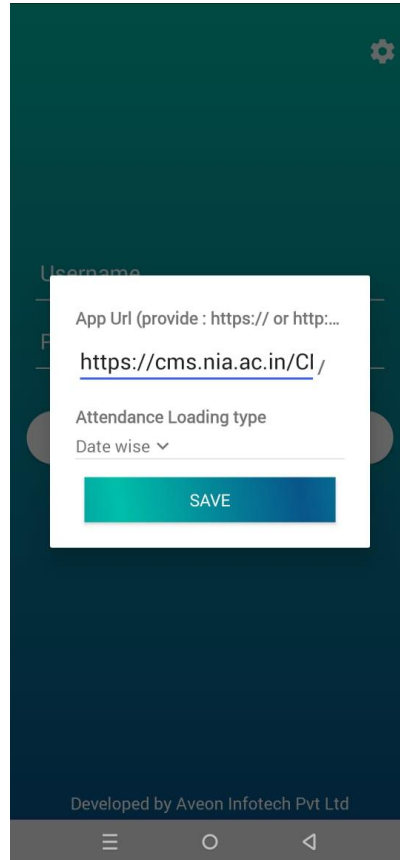 Username
App Url (provide : https:// or http:...
https://cms.nia.ac.in/Cl /
Attendance Loading type
Date wise
SAVE
Developed by Aveon Infotech Pvt Ltd